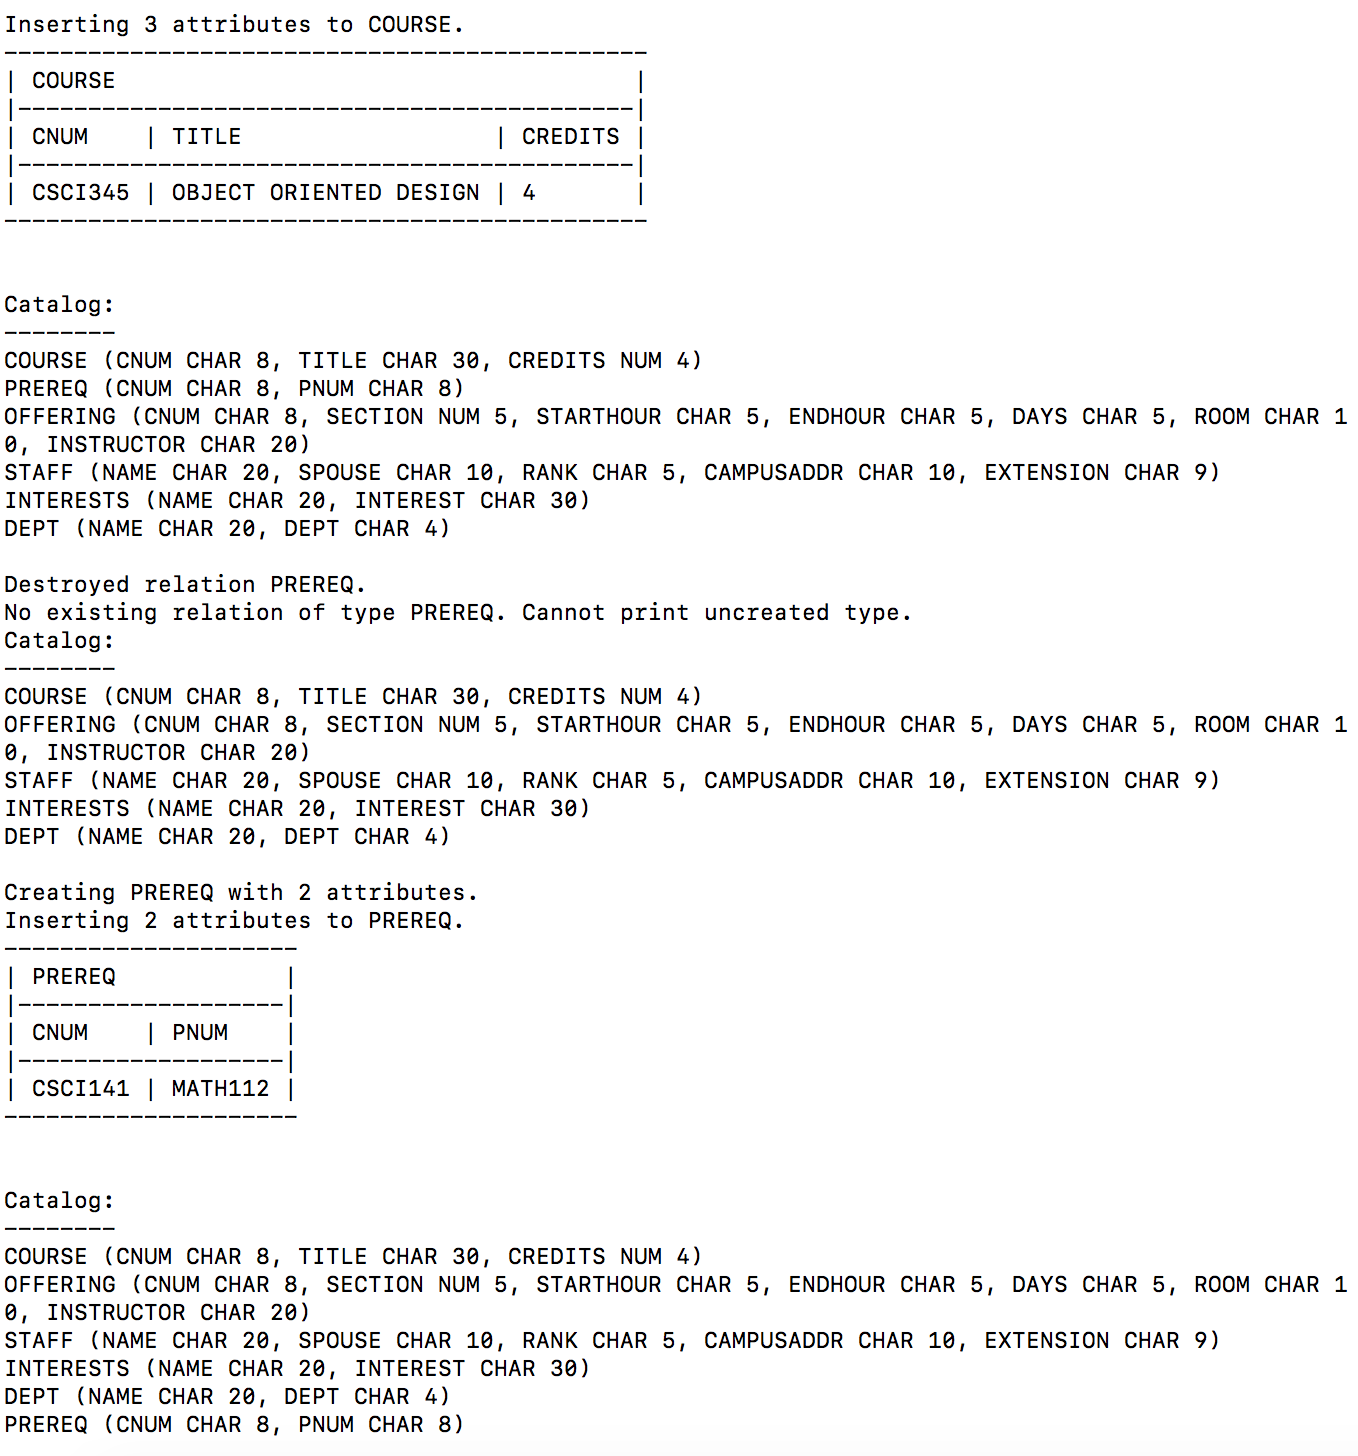 Inserting 3 attributes to COURSE.
----------------------------------------------
| COURSE                                     |
|--------------------------------------------|
| CNUM    | TITLE                  | CREDITS |
|--------------------------------------------|
| CSCI345 | OBJECT ORIENTED DESIGN | 4       |
----------------------------------------------
Catalog:
--------
COURSE (CNUM CHAR 8, TITLE CHAR 30, CREDITS NUM 4)
PREREQ (CNUM CHAR 8, PNUM CHAR 8)
OFFERING (CNUM CHAR 8, SECTION NUM 5, STARTHOUR CHAR 5, ENDHOUR CHAR 5, DAYS CHAR 5, ROOM CHAR 1
0, INSTRUCTOR CHAR 20)
STAFF (NAME CHAR 20, SPOUSE CHAR 10, RANK CHAR 5, CAMPUSADDR CHAR 10, EXTENSION CHAR 9)
INTERESTS (NAME CHAR 20, INTEREST CHAR 30)
DEPT (NAME CHAR 20, DEPT CHAR 4)
Destroyed relation PREREQ.
No existing relation of type PREREQ. Cannot print uncreated type.
Catalog:
--------
COURSE (CNUM CHAR 8, TITLE CHAR 30, CREDITS NUM 4)
OFFERING (CNUM CHAR 8, SECTION NUM 5, STARTHOUR CHAR 5, ENDHOUR CHAR 5, DAYS CHAR 5, ROOM CHAR 1
0, INSTRUCTOR CHAR 20)
STAFF (NAME CHAR 20, SPOUSE CHAR 10, RANK CHAR 5, CAMPUSADDR CHAR 10, EXTENSION CHAR 9)
INTERESTS (NAME CHAR 20, INTEREST CHAR 30)
DEPT (NAME CHAR 20, DEPT CHAR 4)
Creating PREREQ with 2 attributes.
Inserting 2 attributes to PREREQ.
---------------------
| PREREQ            |
|-------------------|
| CNUM    | PNUM    |
|-------------------|
| CSCI141 | MATH112 |
---------------------
Catalog:
--------
COURSE (CNUM CHAR 8, TITLE CHAR 30, CREDITS NUM 4)
OFFERING (CNUM CHAR 8, SECTION NUM 5, STARTHOUR CHAR 5, ENDHOUR CHAR 5, DAYS CHAR 5, ROOM CHAR 1
0, INSTRUCTOR CHAR 20)
STAFF (NAME CHAR 20, SPOUSE CHAR 10, RANK CHAR 5, CAMPUSADDR CHAR 10, EXTENSION CHAR 9)
INTERESTS (NAME CHAR 20, INTEREST CHAR 30)
DEPT (NAME CHAR 20, DEPT CHAR 4)
PREREQ (CNUM CHAR 8, PNUM CHAR 8)